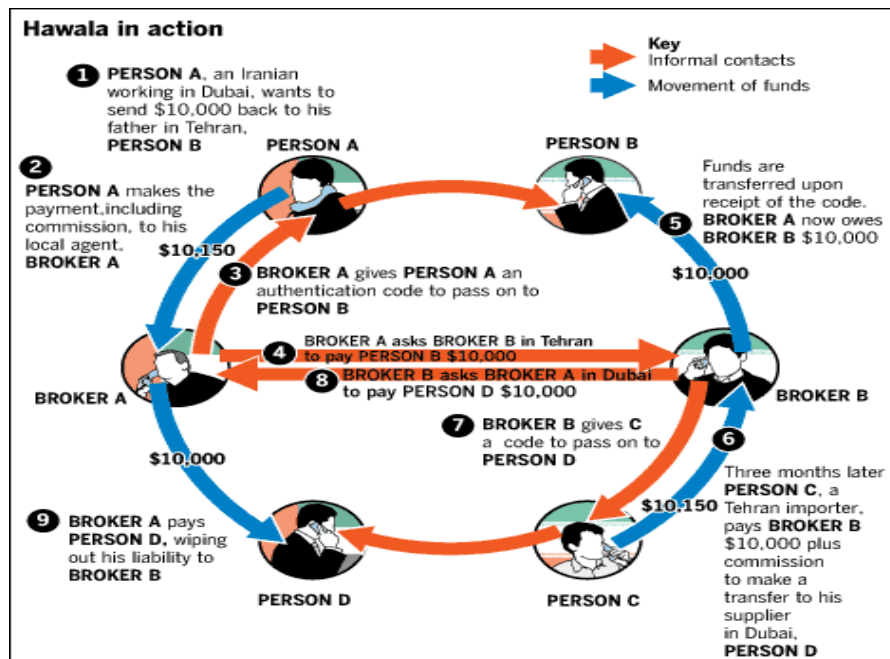 Hawala in action
Key
Informal contacts
Movement of funds
1 PERSON A, an Iranian
working in Dubai, wants to
send $10,000 back to his
father in Tehran,
PERSON B
PERSON A
PERSON B
2
PERSON A makes the
payment,including
commission, to his
local agent,
BROKER A
$10,150
3 BROKER A gives PERSON A an
authentication code to pass on to
PERSON B
Funds are
transferred upon
receipt of the code.
5 BROKER A now owes
BROKER B $10,000
$10,000
4 BROKER A asks BROKER B in Tehran
to pay PERSON B $10,000
8 BROKER B asks BROKER A in Dubai
to pay PERSON D $10,000
BROKER A
BROKER B
7 BROKER B gives C
a code to pass on to
PERSON D
6
$10,000
$10,150
Three months later
PERSON C, a
Tehran importer,
pays BROKER B
$10,000 plus
commission
to make a
transfer to his
supplier
in Dubai,
PERSON D
9 BROKER A pays
PERSON D, wiping
out his liability to
BROKER B
PERSON D
PERSON C